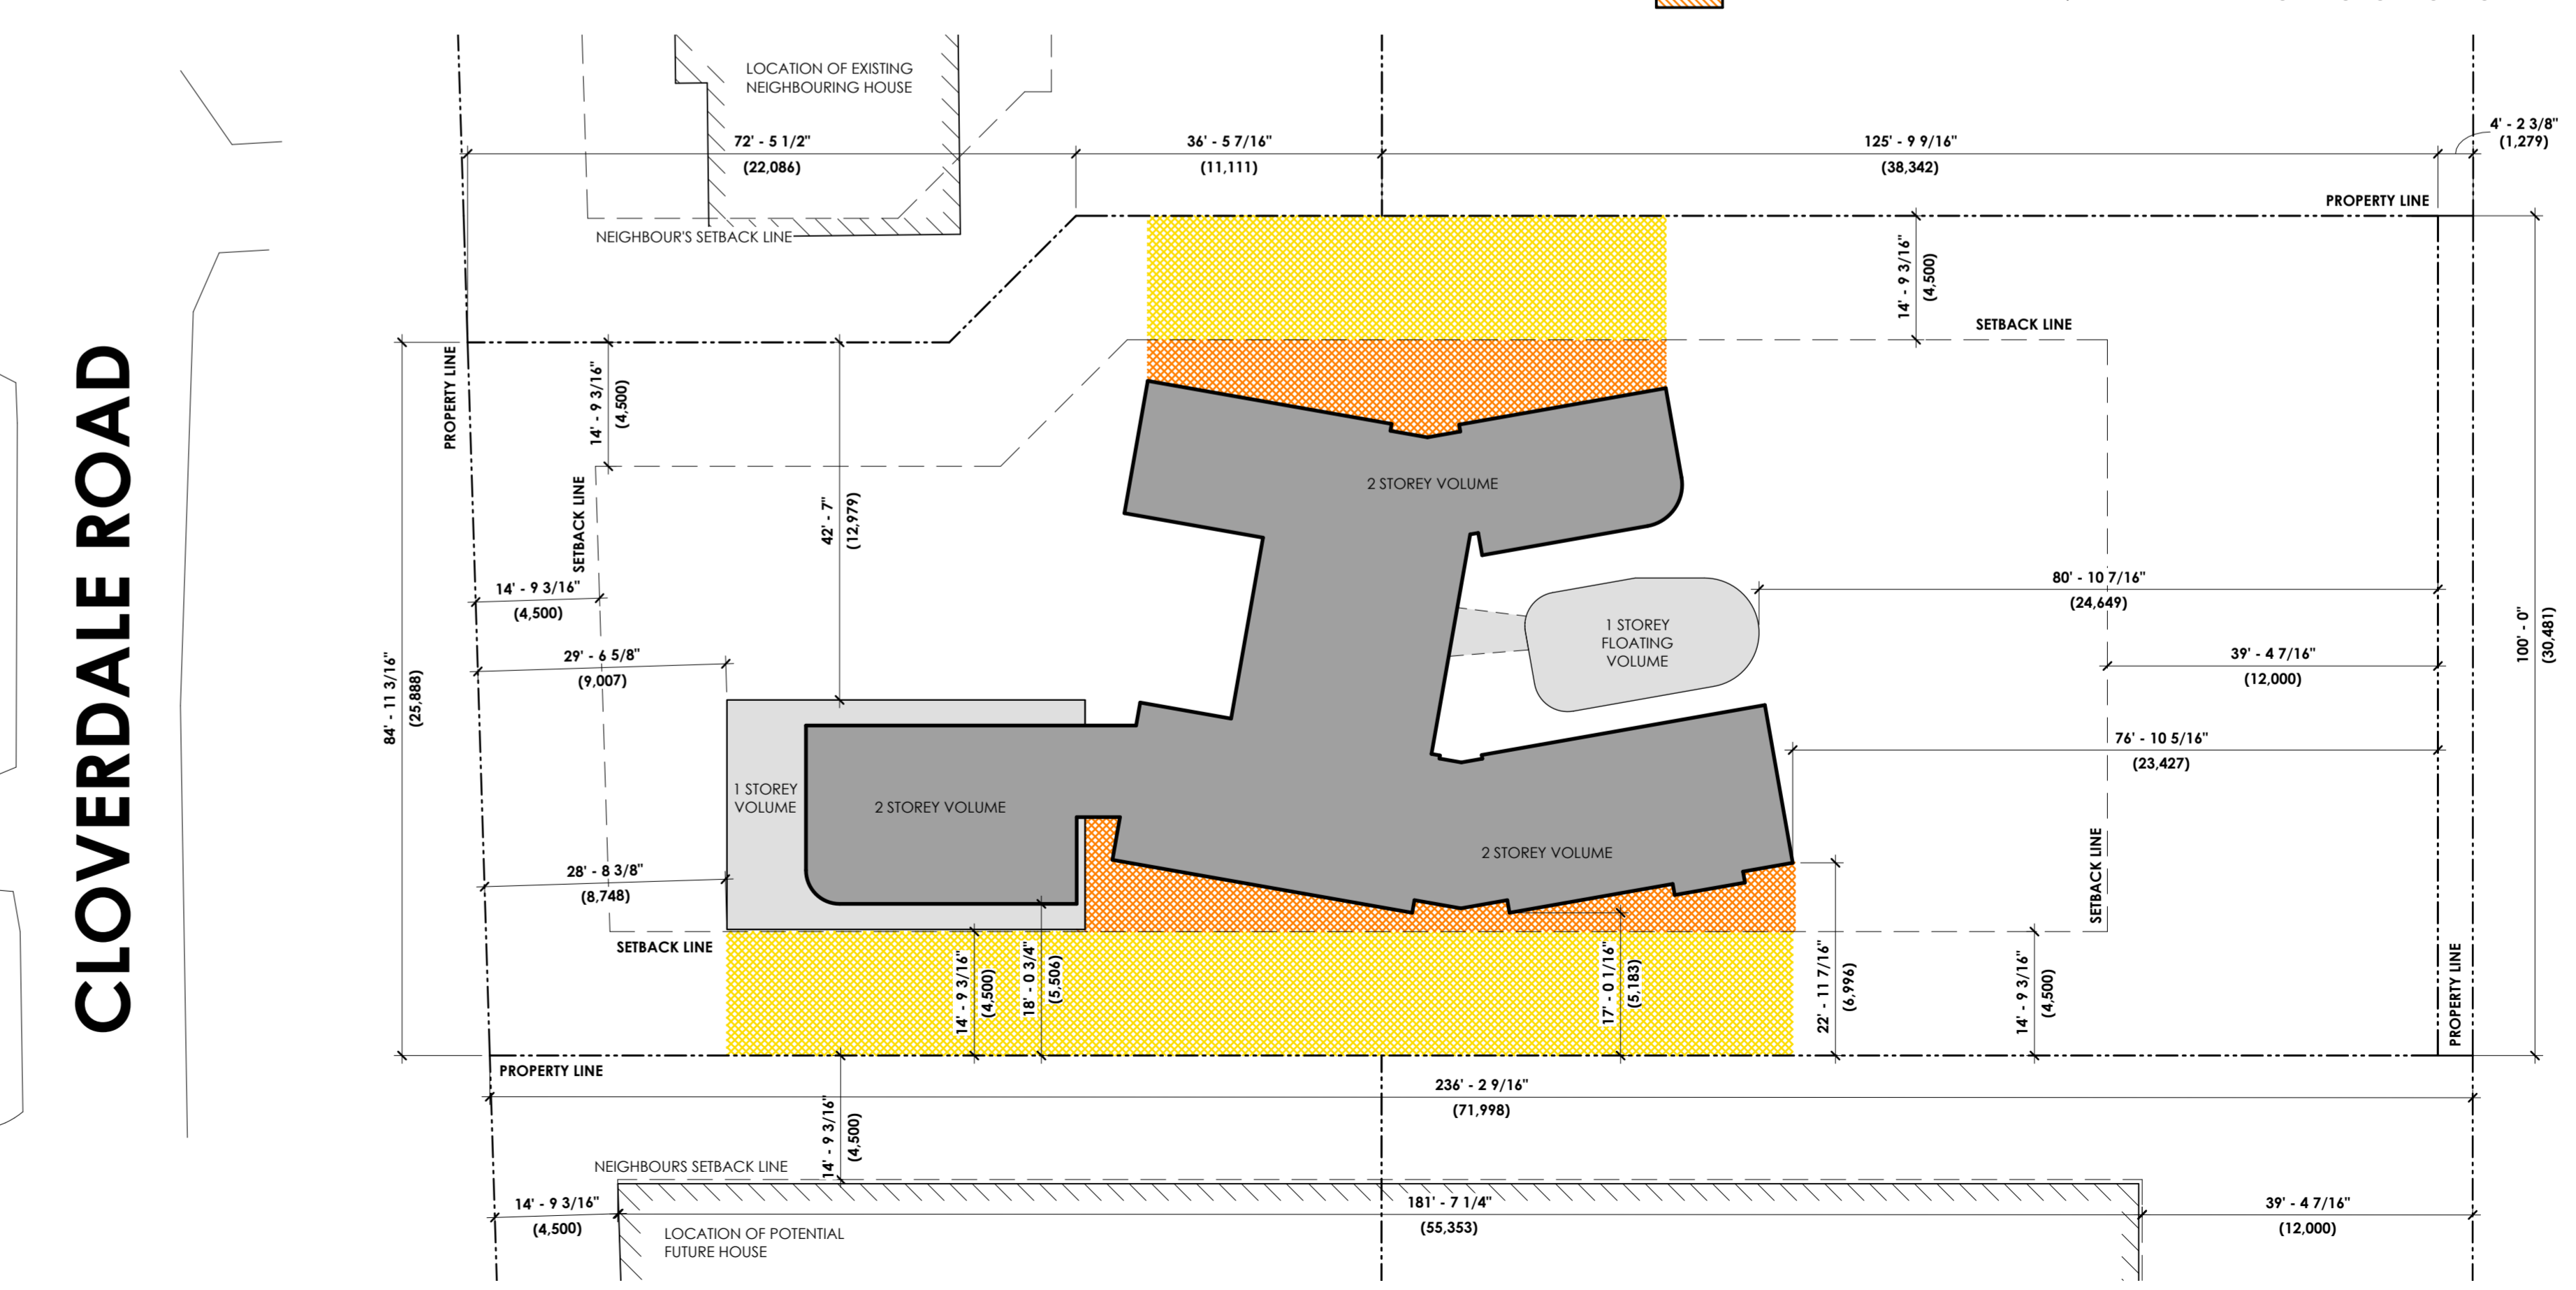 LOCATION OF EXISTING
NEIGHBOURING HOUSE
72' - 5 1/2"
(22,086)
36' - 5 7/16"
(11,111)
125' - 9 9/16"
(38,342)
4' - 2 3/8"
(1,279)
PROPERTY LINE
NEIGHBOUR'S SETBACK LINE
14' - 9 3/16"
(4,500)
SETBACK LINE
PROPERTY LINE
14' - 9 3/16"
(4,500)
CLOVERDALE ROAD
42' - 7"
(12,979)
2 STOREY VOLUME
SETBACK LINE
14' - 9 3/16"
(4,500)
80' - 10 7/16"
(24,649)
1 STOREY
FLOATING
VOLUME
100' - 0"
(30,481)
29' - 6 5/8"
(9,007)
39' - 4 7/16"
(12,000)
84' - 11 3/16"
(25,888)
76' - 10 5/16"
(23,427)
1 STOREY
VOLUME
2 STOREY VOLUME
2 STOREY VOLUME
28' - 8 3/8"
(8,748)
SETBACK LINE
SETBACK LINE
14' - 9 3/16"
(4,500)
18' - 0 3/4"
(5,506)
17' - 0 1/16"
(5,183)
22' - 11 7/16"
(6,996)
14' - 9 3/16"
(4,500)
PROPERTY LINE
PROPERTY LINE
236' - 2 9/16"
(71,998)
14' - 9 3/16"
(4,500)
NEIGHBOURS SETBACK LINE
14' - 9 3/16"
(4,500)
181' - 7 1/4"
(55,353)
39' - 4 7/16"
(12,000)
LOCATION OF POTENTIAL
FUTURE HOUSE